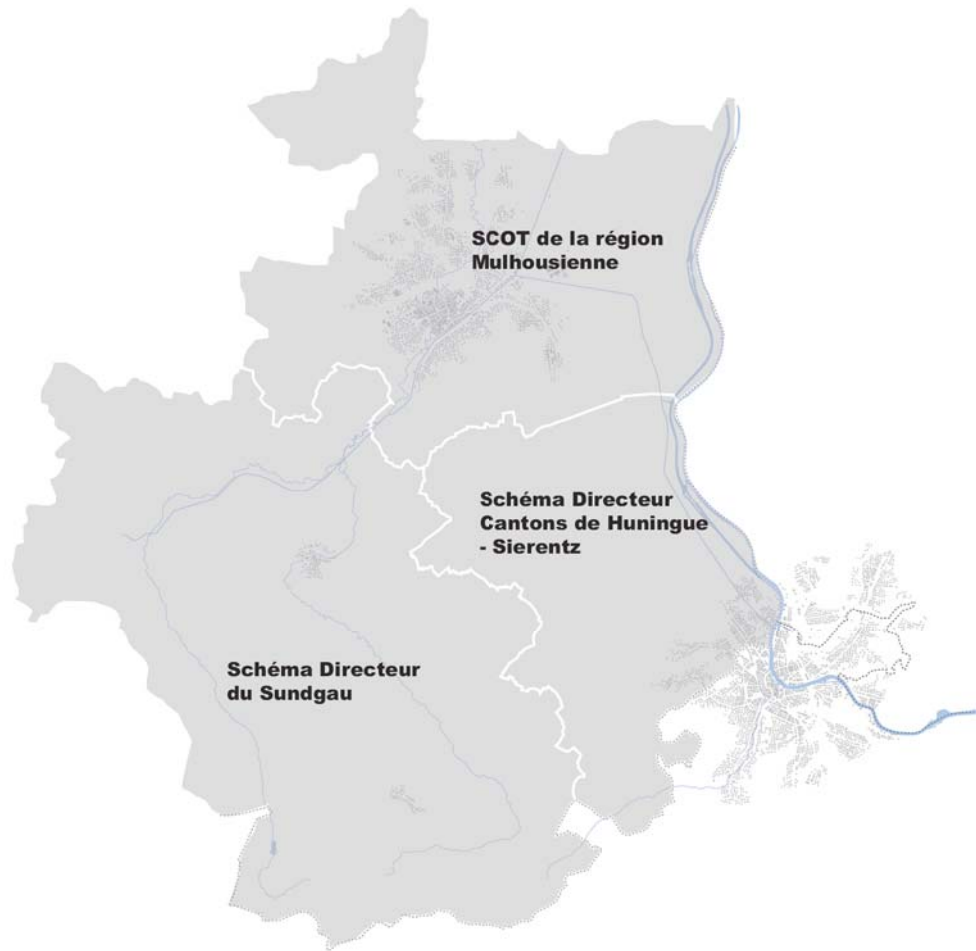 SCOT de la région
Mulhousienne
Schéma Directeur
Cantons de Huningue
- Sierentz
Schéma Directeur
du Sundgau